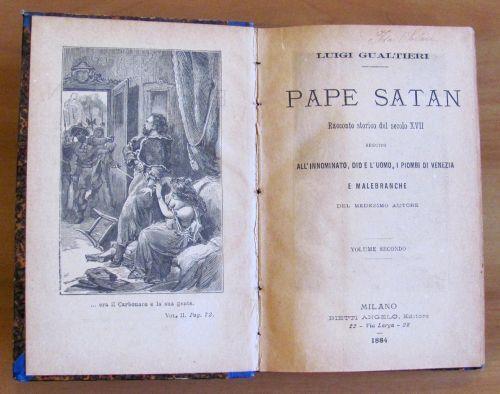 ... era il Carbonaro e la sua gente.
Vol. II. Pag. 12.
LUIGI GUALTIERI
PAPE SATAN
Racconto storico del secolo XVII
SEGUITO
ALL'INNOMINATO, DIO E L'UOMO, I PIOMBI DI VENEZIA
E MALEBRANCHE
DEL MEDESIMO AUTORE
VOLUME SECONDO
MILANO
BIETTI ANGELO, Editore
22 - Via Larga - 22
1884